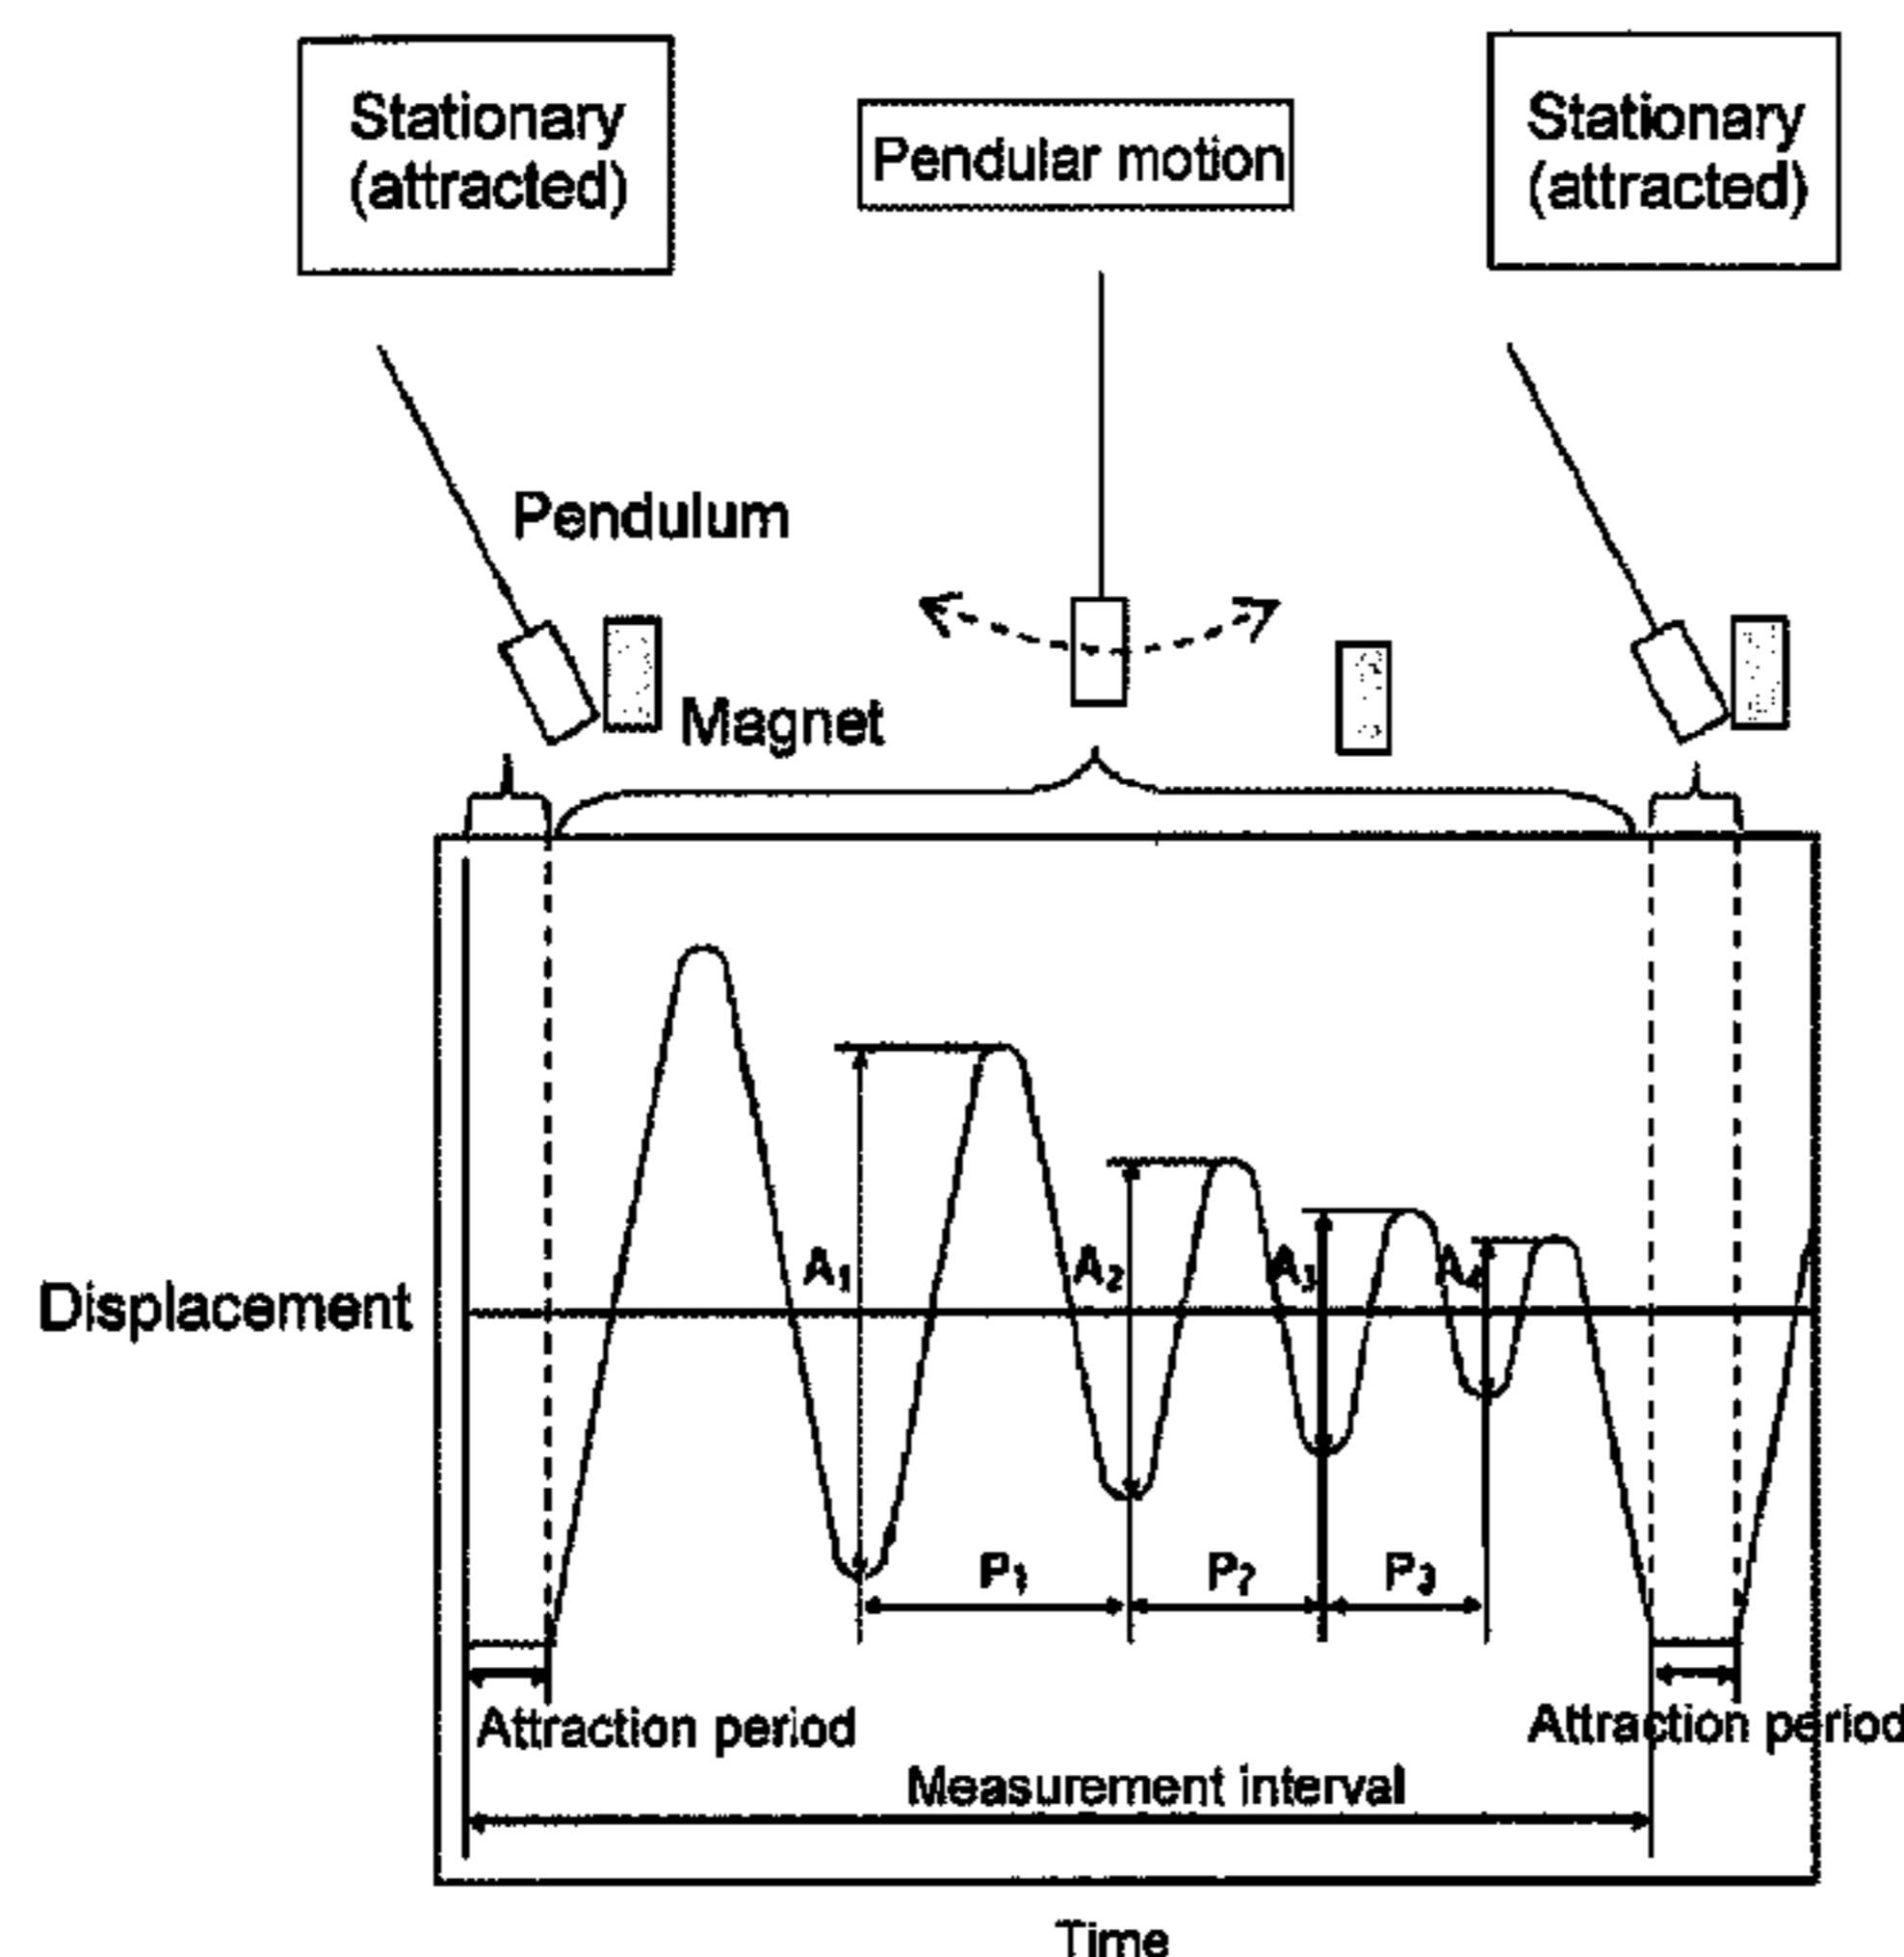 Stationary
(attracted)
Pendular motion
Stationary
(attracted)
Pendulum
Magnet
Displacement
A₁
A₂
A₃
A₄
P₁
P₂
P₃
Attraction period
Attraction period
Measurement interval
Time